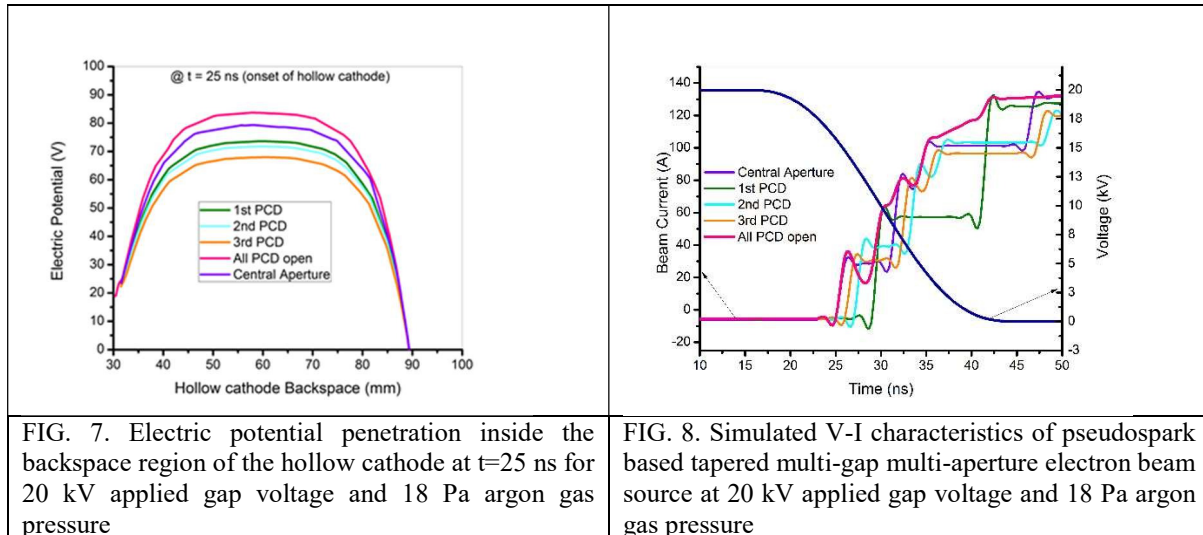 @ t = 25 ns (onset of hollow cathode)
100
90
80
70
60
50
40
30
20
10
0
Electric Potential (V)
1st PCD
2nd PCD
3rd PCD
All PCD open
Central Aperture
30 40 50 60 70 80 90 100
Hollow cathode Backspace (mm)
140
120
100
80
60
40
20
0
-20
Beam Current (A)
Central Aperture
1st PCD
2nd PCD
3rd PCD
All PCD open
20
18
15
13
10
8
5
3
0
-3
Voltage (kV)
10 15 20 25 30 35 40 45 50
Time (ns)
FIG. 7. Electric potential penetration inside the
backspace region of the hollow cathode at t=25 ns for
20 kV applied gap voltage and 18 Pa argon gas
pressure
FIG. 8. Simulated V-I characteristics of pseudospark
based tapered multi-gap multi-aperture electron beam
source at 20 kV applied gap voltage and 18 Pa argon
gas pressure